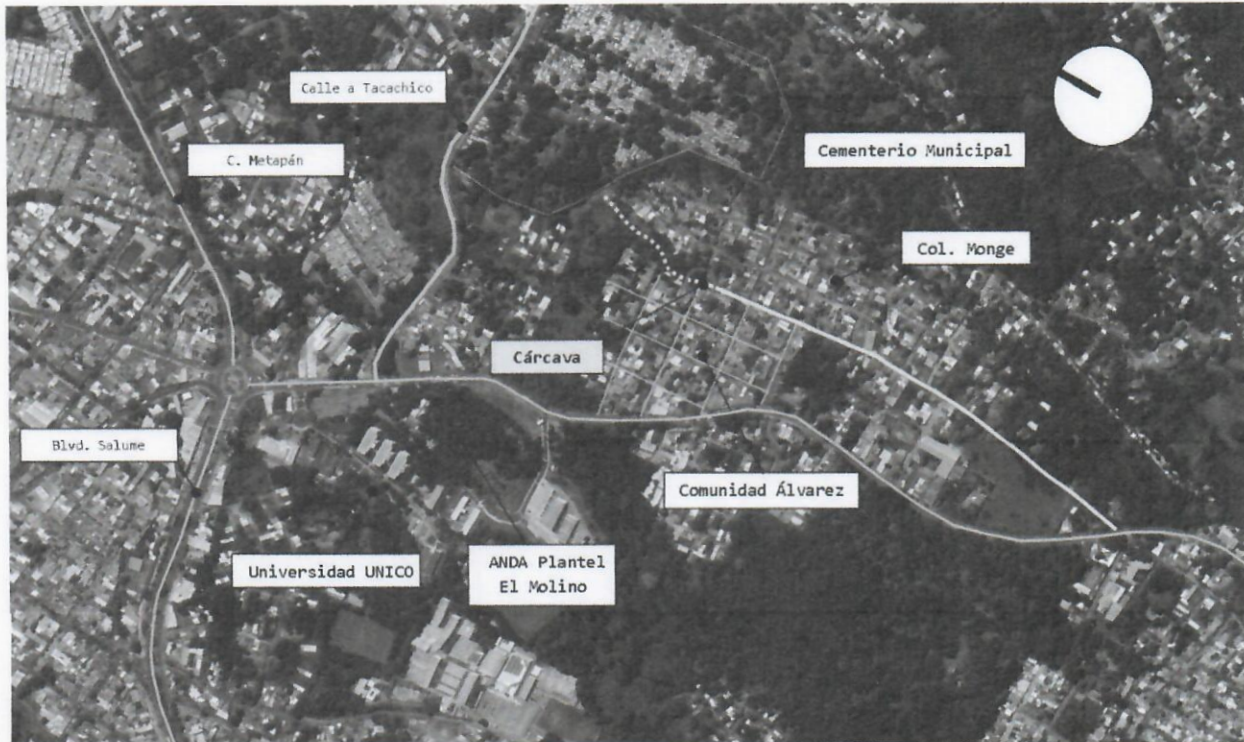 Calle a Tacachico
C. Metapán
Cementerio Municipal
Col. Monge
Cárcava
Blvd. Salume
Comunidad Álvarez
Universidad UNICO
ANDA Plantel
El Molino